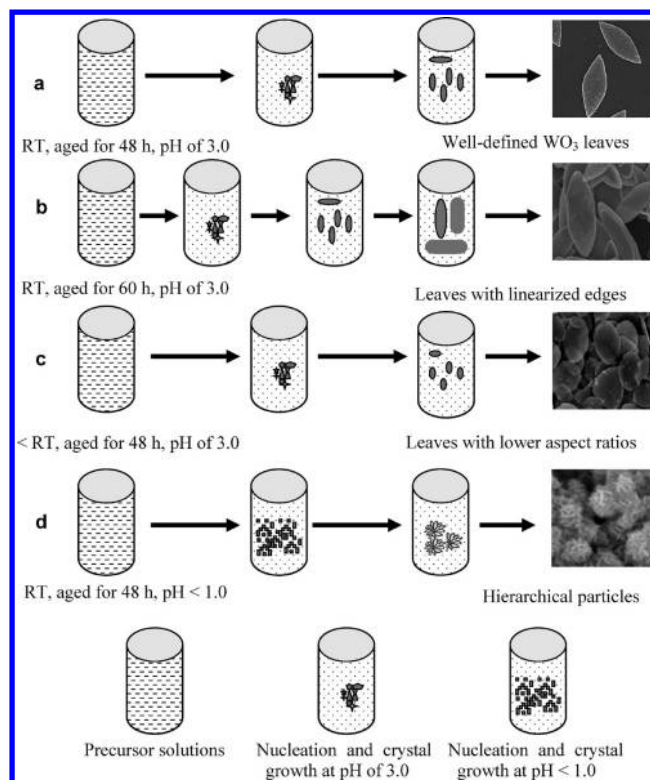 a
RT, aged for 48 h, pH of 3.0
Well-defined WO₃ leaves
b
RT, aged for 60 h, pH of 3.0
Leaves with linearized edges
c
< RT, aged for 48 h, pH of 3.0
Leaves with lower aspect ratios
d
RT, aged for 48 h, pH < 1.0
Hierarchical particles
Precursor solutions
Nucleation and crystal
growth at pH of 3.0
Nucleation and crystal
growth at pH < 1.0